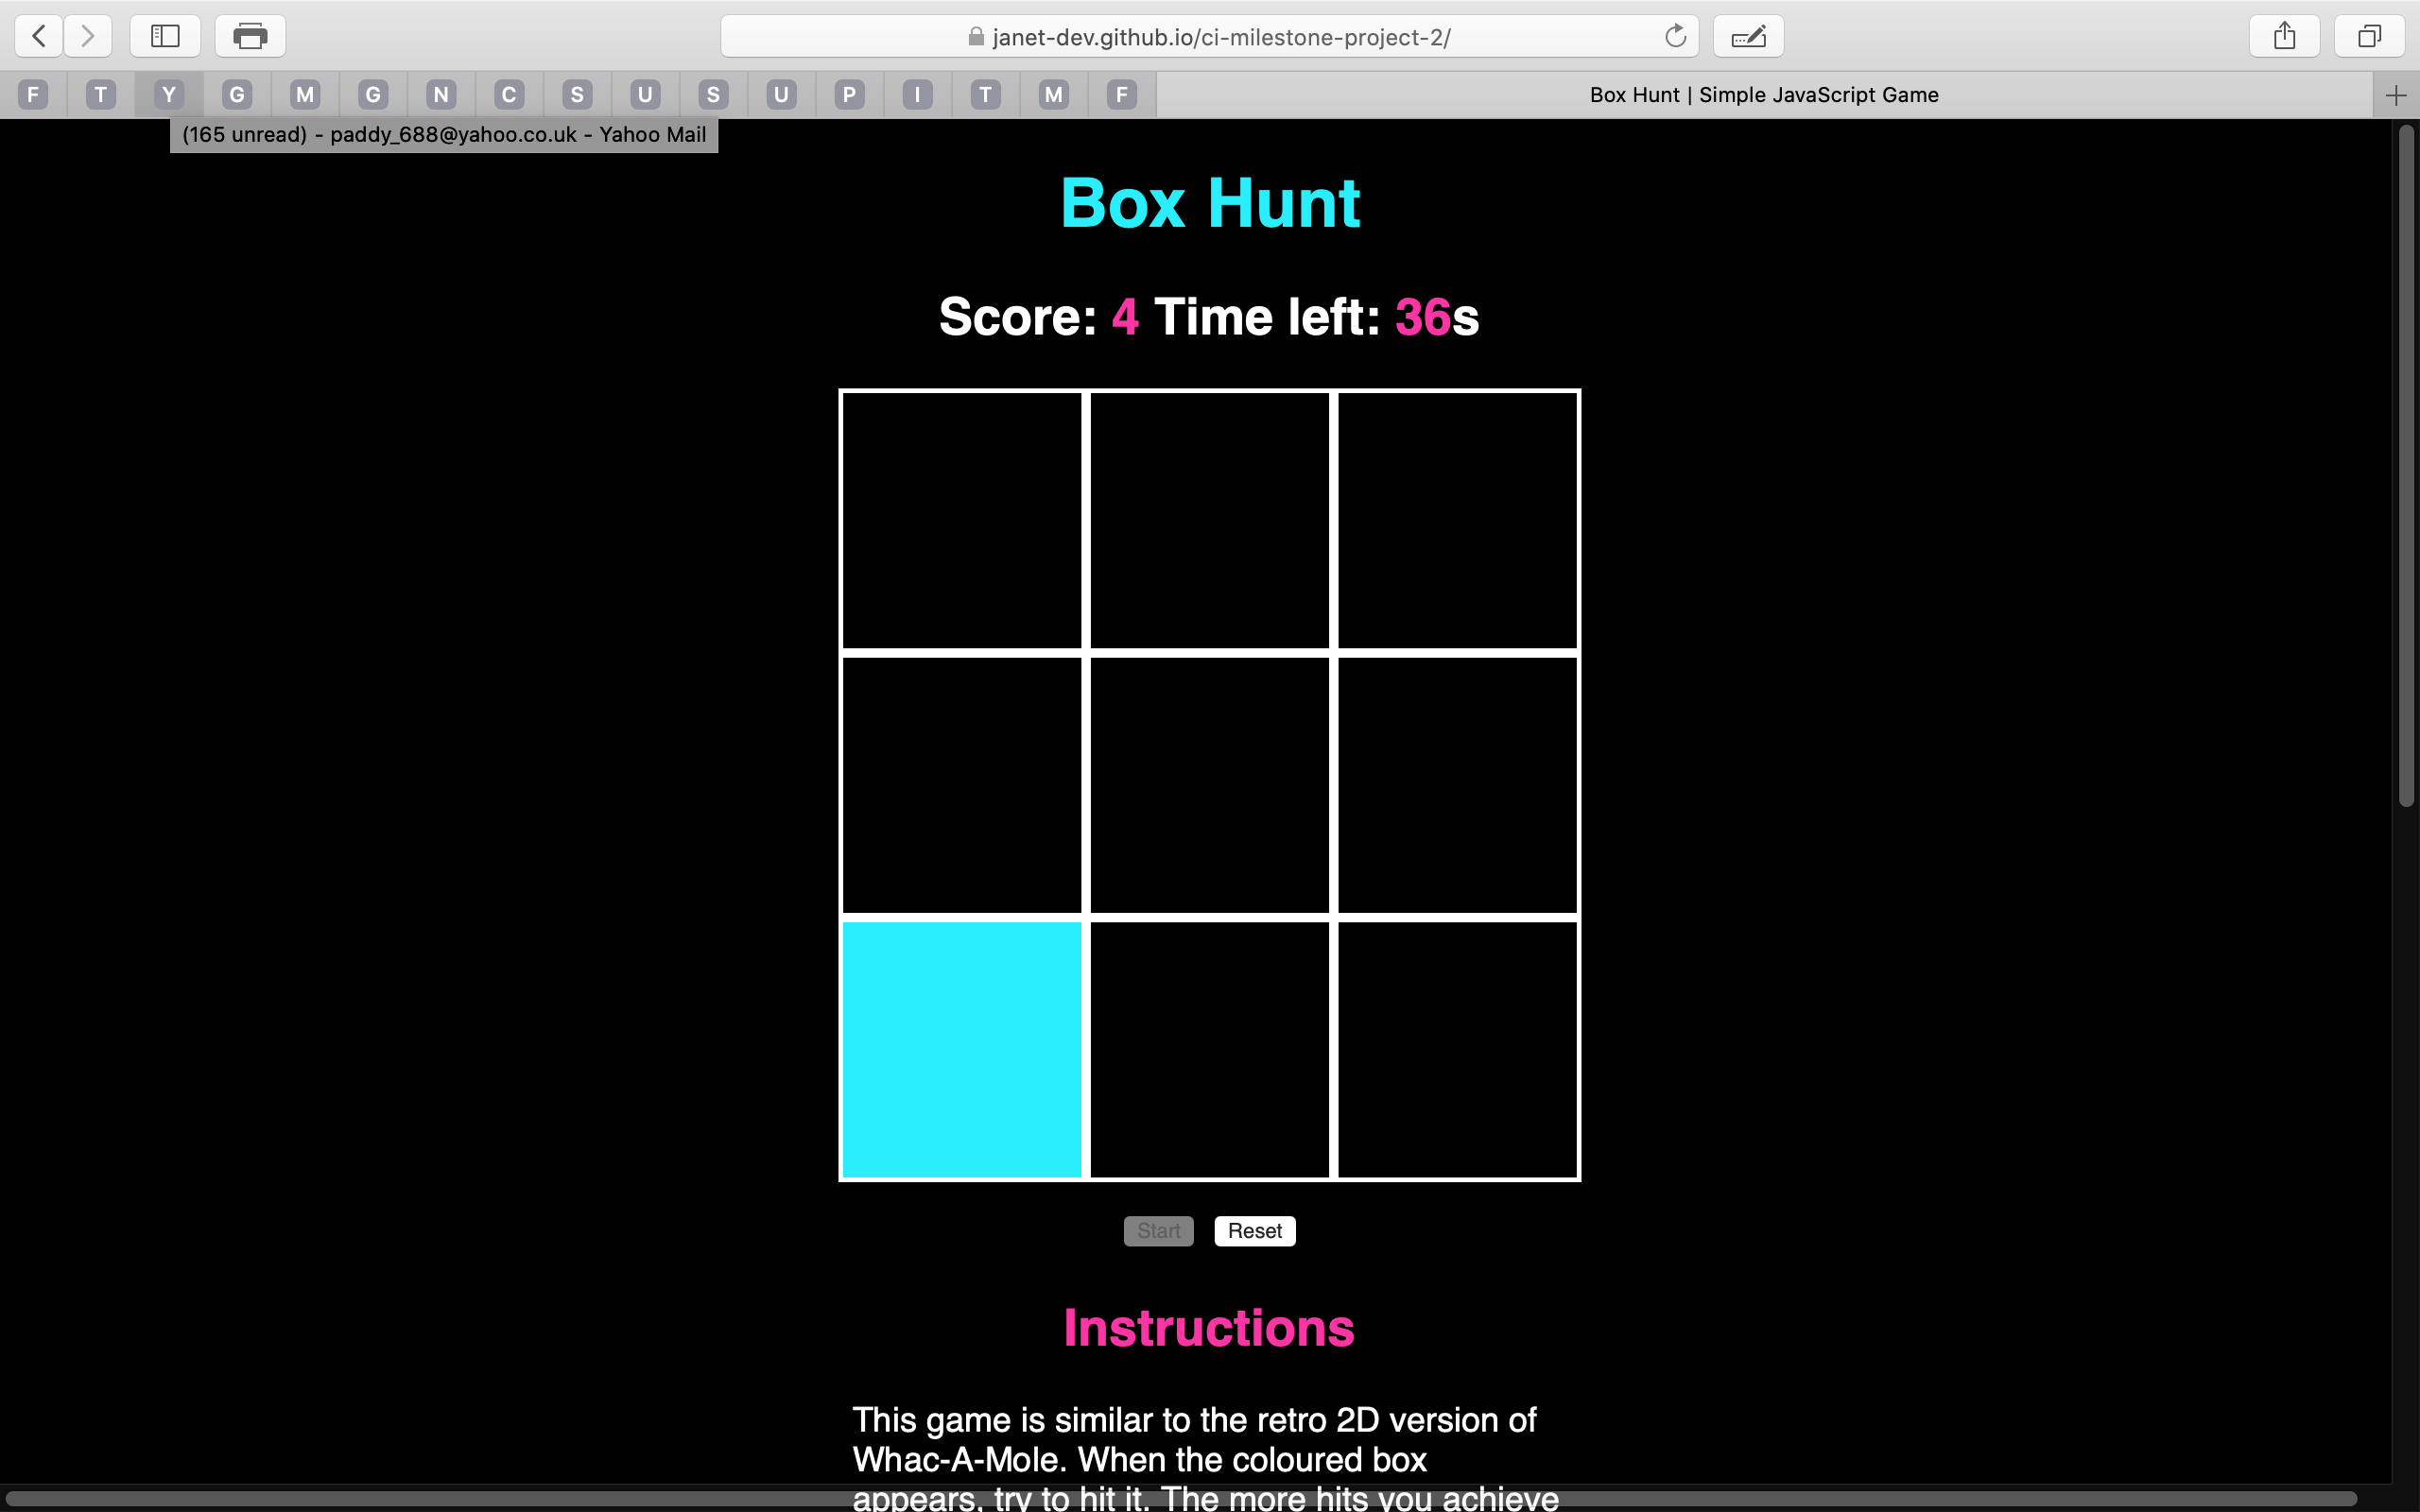 janet-dev.github.io/ci-milestone-project-2/
F T Y G M G N C S U S U P I T M F Box Hunt | Simple JavaScript Game
(165 unread) - paddy_688@yahoo.co.uk - Yahoo Mail
Box Hunt
Score: 4 Time left: 36s
Start Reset
Instructions
This game is similar to the retro 2D version of
Whac-A-Mole. When the coloured box
appears, try to hit it. The more hits you achieve